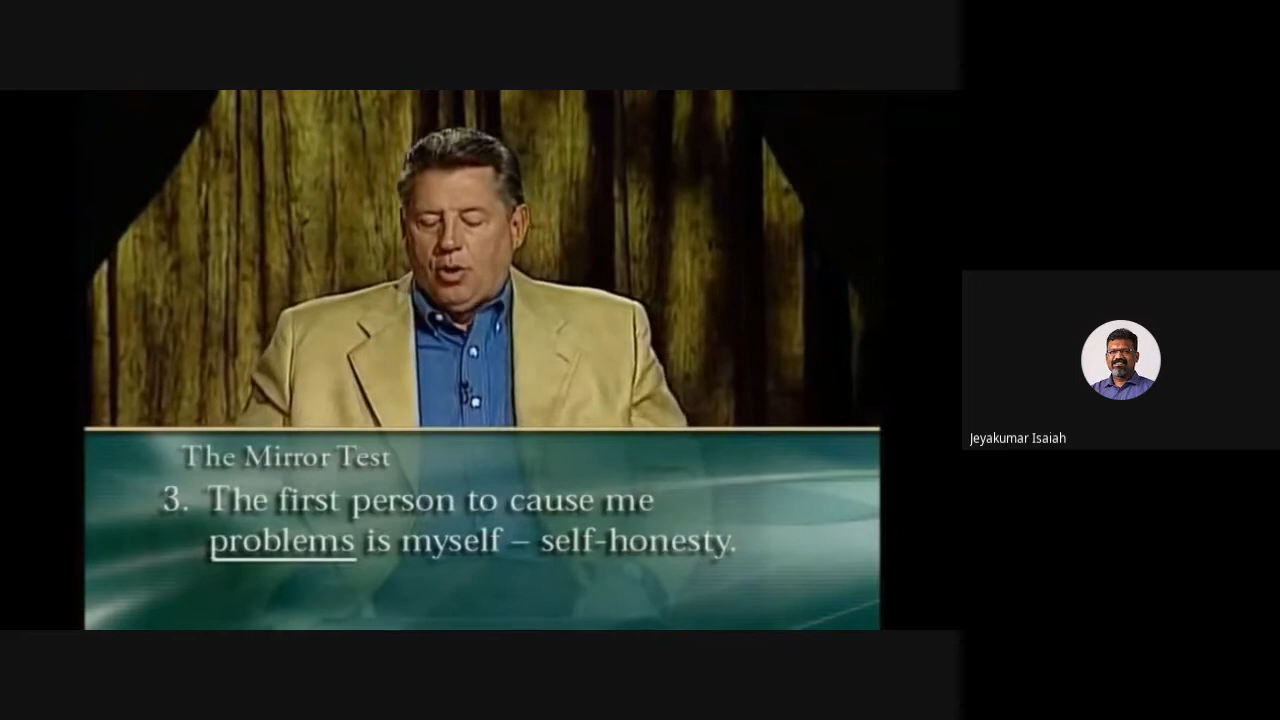 The Mirror Test
3. The first person to cause me
problems is myself – self-honesty.
Jeyakumar Isaiah